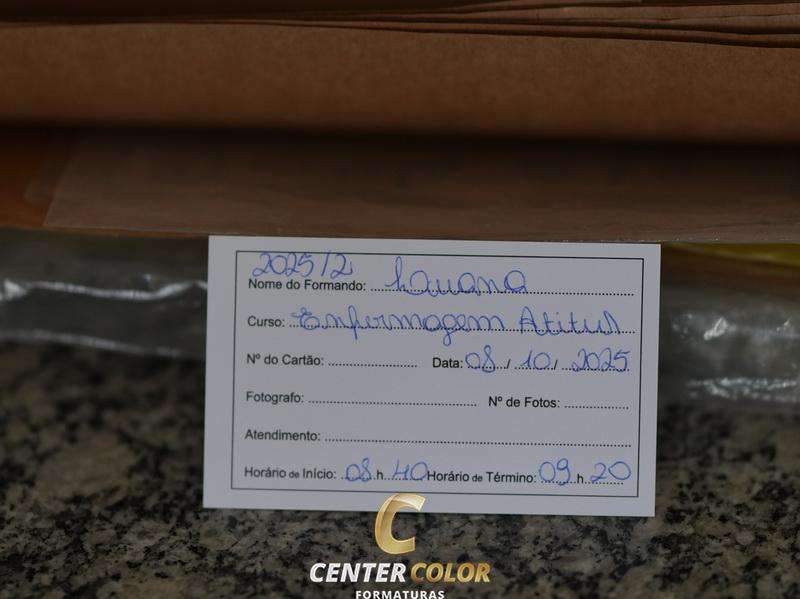 2025/2
Nome do Formando: Lauana
Curso: Enfermagem Atitus
Nº do Cartão: Data: 08 / 10 / 2025
Fotografo: Nº de Fotos:
Atendimento:
Horário de Início: 08 h 40 Horário de Término: 09 h 20
C
CENTER COLOR
FORMATURAS